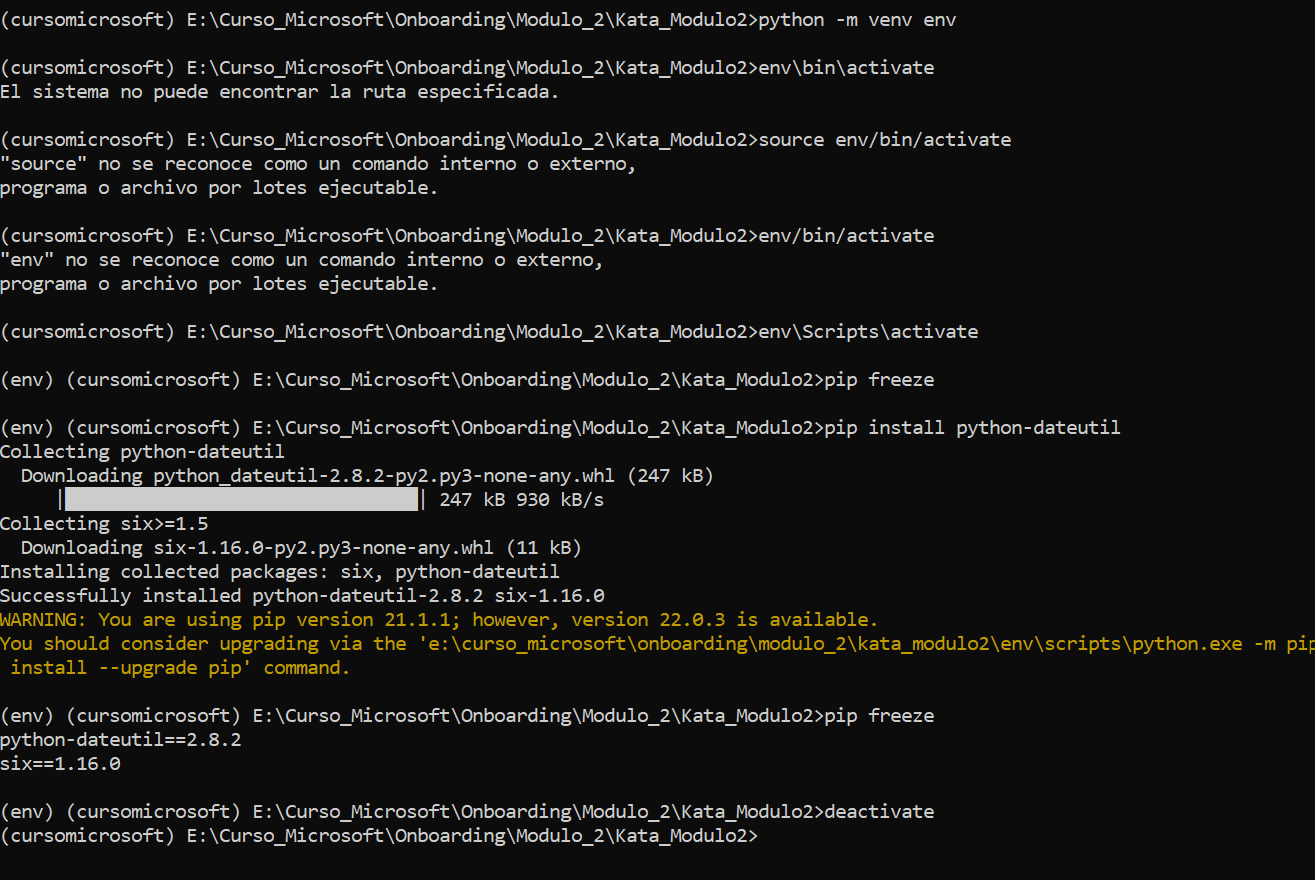 (cursomicrosoft) E:\Curso_Microsoft\Onboarding\Modulo_2\Kata_Modulo2>python -m venv env
(cursomicrosoft) E:\Curso_Microsoft\Onboarding\Modulo_2\Kata_Modulo2>env\bin\activate
El sistema no puede encontrar la ruta especificada.
(cursomicrosoft) E:\Curso_Microsoft\Onboarding\Modulo_2\Kata_Modulo2>source env/bin/activate
"source" no se reconoce como un comando interno o externo,
programa o archivo por lotes ejecutable.
(cursomicrosoft) E:\Curso_Microsoft\Onboarding\Modulo_2\Kata_Modulo2>env/bin/activate
"env" no se reconoce como un comando interno o externo,
programa o archivo por lotes ejecutable.
(cursomicrosoft) E:\Curso_Microsoft\Onboarding\Modulo_2\Kata_Modulo2>env\Scripts\activate
(env) (cursomicrosoft) E:\Curso_Microsoft\Onboarding\Modulo_2\Kata_Modulo2>pip freeze
(env) (cursomicrosoft) E:\Curso_Microsoft\Onboarding\Modulo_2\Kata_Modulo2>pip install python-dateutil
Collecting python-dateutil
  Downloading python_dateutil-2.8.2-py2.py3-none-any.whl (247 kB)
     |████████████████████████████████| 247 kB 930 kB/s
Collecting six>=1.5
  Downloading six-1.16.0-py2.py3-none-any.whl (11 kB)
Installing collected packages: six, python-dateutil
Successfully installed python-dateutil-2.8.2 six-1.16.0
WARNING: You are using pip version 21.1.1; however, version 22.0.3 is available.
You should consider upgrading via the 'e:\curso_microsoft\onboarding\modulo_2\kata_modulo2\env\scripts\python.exe -m pip
 install --upgrade pip' command.
(env) (cursomicrosoft) E:\Curso_Microsoft\Onboarding\Modulo_2\Kata_Modulo2>pip freeze
python-dateutil==2.8.2
six==1.16.0
(env) (cursomicrosoft) E:\Curso_Microsoft\Onboarding\Modulo_2\Kata_Modulo2>deactivate
(cursomicrosoft) E:\Curso_Microsoft\Onboarding\Modulo_2\Kata_Modulo2>